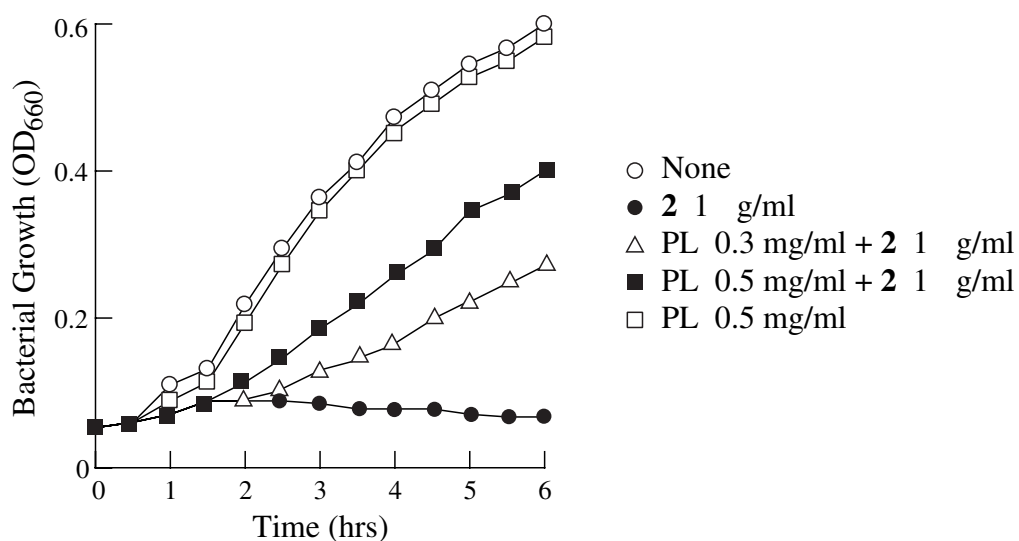 0.6
0.4
0.2
0
0 1 2 3 4 5 6
Bacterial Growth (OD660)
Time (hrs)
None
2 1 g/ml
PL 0.3 mg/ml + 2 1 g/ml
PL 0.5 mg/ml + 2 1 g/ml
PL 0.5 mg/ml